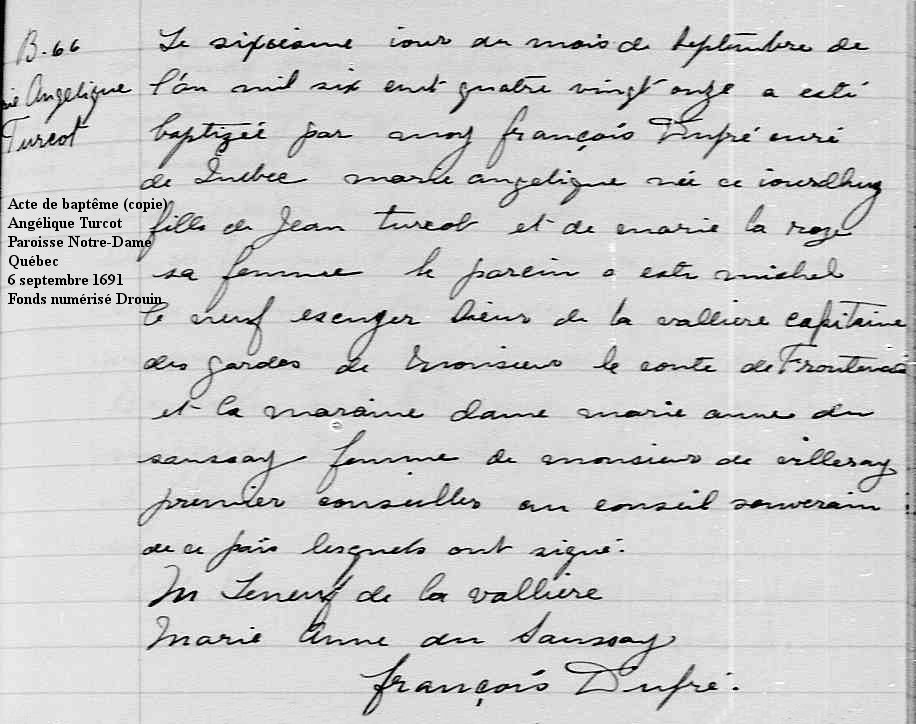 B. 66
Angelique
Turcot
Acte de baptême (copie)
Angélique Turcot
Paroisse Notre-Dame
Québec
6 septembre 1691
Fonds numérisé Drouin
Le sixieiame iour du mois de Septembre de
l'an mil six cent quatre vingt onze a esté
baptizée par moy françois Dupré curé
de Quebec marie angelique née ce iourdhuy
fille de Jean Turcot et de marie la roze
sa femme le parein a esté michel
le neuf escuyer Sieur de la valliere capitaine
des gardes de Monsieur le conte de Frontenac
et la maraine dame marie anne du
saussay femme de monsieur de villeray
premier conseiller au conseil souverain
de ce païs lesquels ont signé.
M Leneuf de la valliere
Marie Anne du Saussay
françois Dupré.